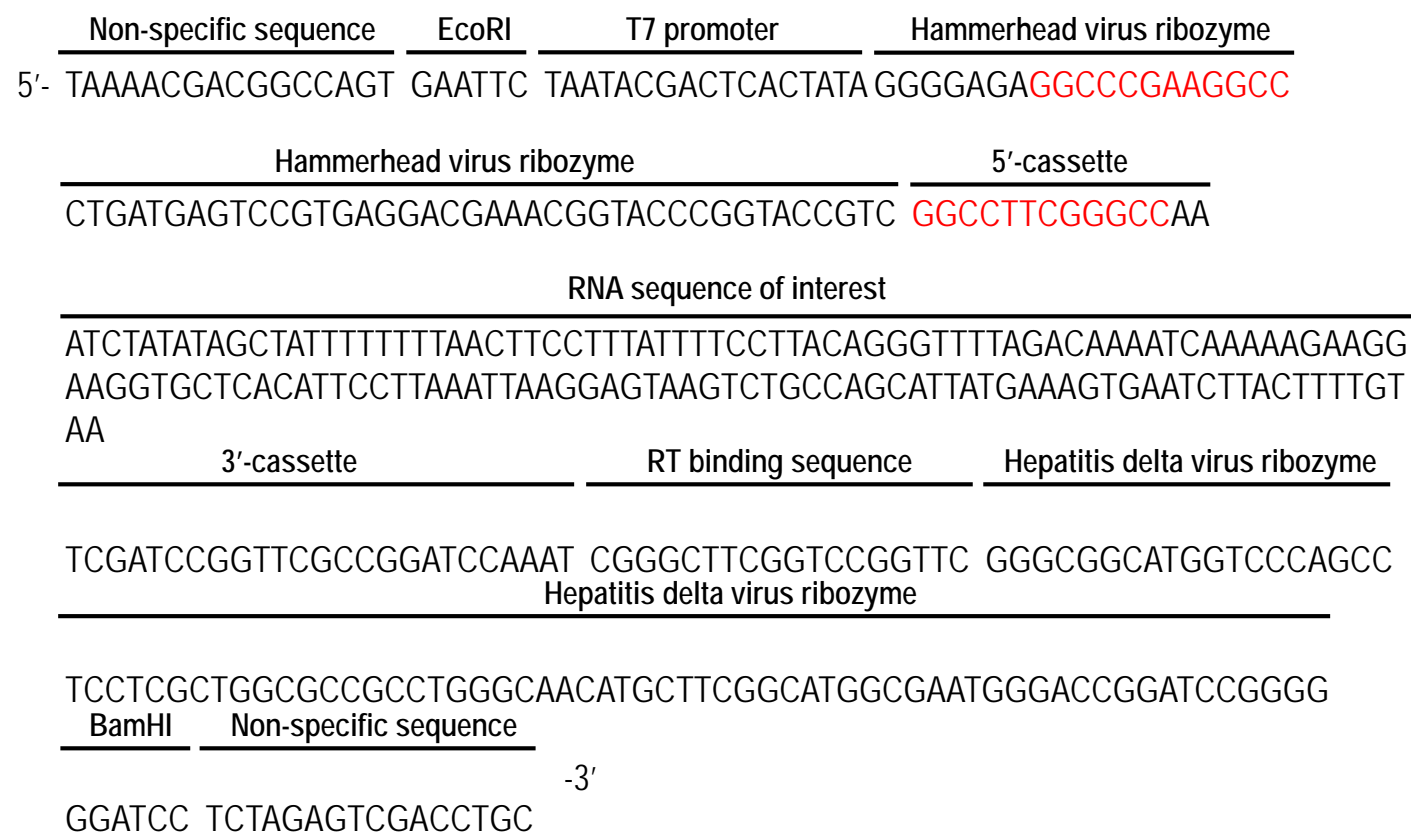 Non-specific sequence EcoRI T7 promoter Hammerhead virus ribozyme
5′- TAAAACGACGGCCAGT GAATTC TAATACGACTCACTATA GGGGAGAGGCCCGAAGGCC
Hammerhead virus ribozyme 5′-cassette
CTGATGAGTCCGTGAGGACGAAACGGTACCCGGTACCGTC GGCCTTCGGGCCAA
RNA sequence of interest
ATCTATATAGCTATTTTTTTTAACTTCCTTTATTTTCCTTACAGGGTTTTAGACAAAATCAAAAAGAAGG
AAGGTGCTCACATTCCTTAAATTAAGGAGTAAGTCTGCCAGCATTATGAAAGTGAATCTTACTTTTGT
AA
3′-cassette RT binding sequence Hepatitis delta virus ribozyme
TCGATCCGGTTCGCCGGATCCAAAT CGGGCTTCGGTCCGGTTC GGGCGGCATGGTCCCAGCC
Hepatitis delta virus ribozyme
TCCTCGCTGGCGCCGCCTGGGCAACATGCTTCGGCATGGCGAATGGGACCGGATCCGGGG
BamHI Non-specific sequence
-3′
GGATCC TCTAGAGTCGACCTGC